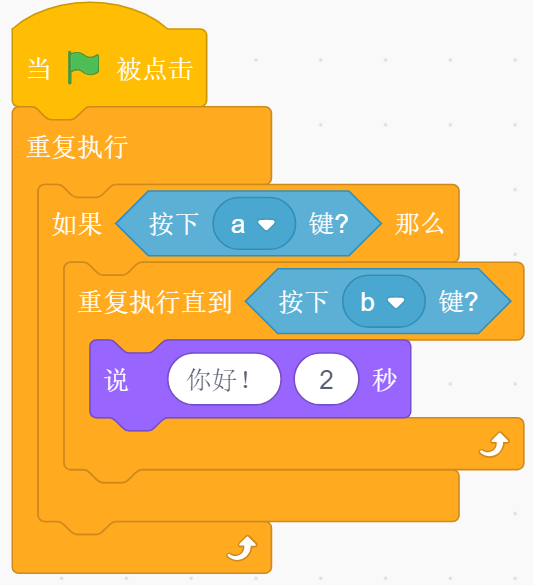 当 被点击
重复执行
如果 按下 a 键? 那么
重复执行直到 按下 b 键?
说 你好! 2 秒